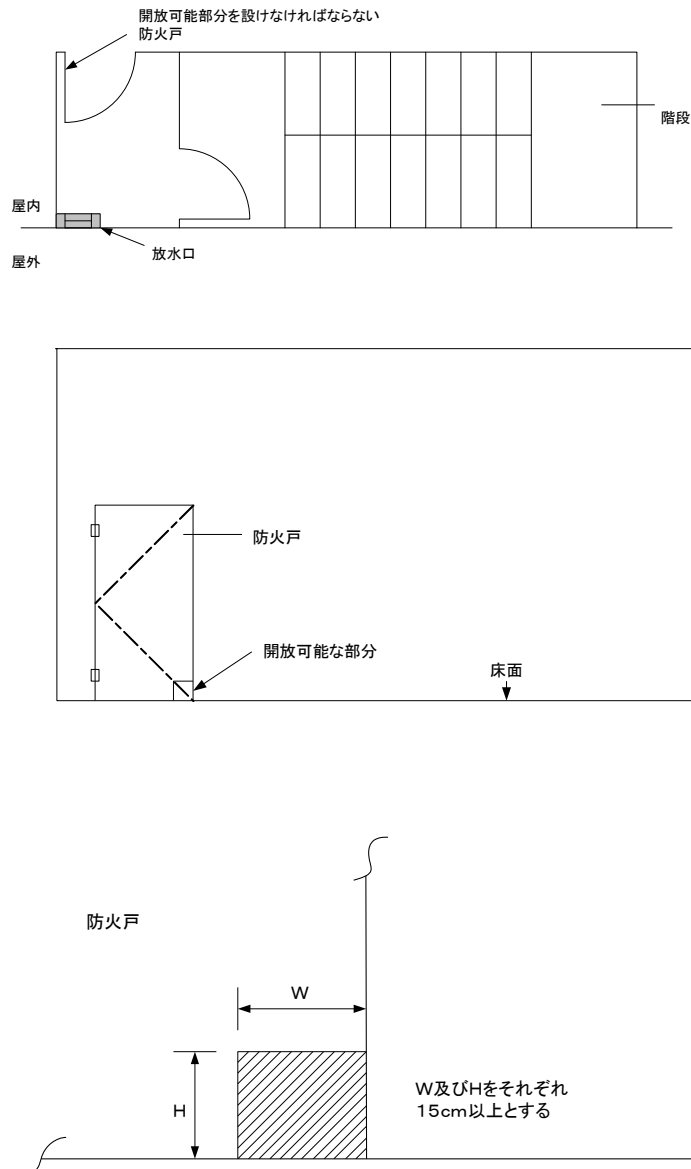 開放可能部分を設けなければならない
防火戸
階段
屋内
放水口
屋外
防火戸
開放可能な部分
床面
防火戸
W
H
W及びHをそれぞれ
15cm以上とする